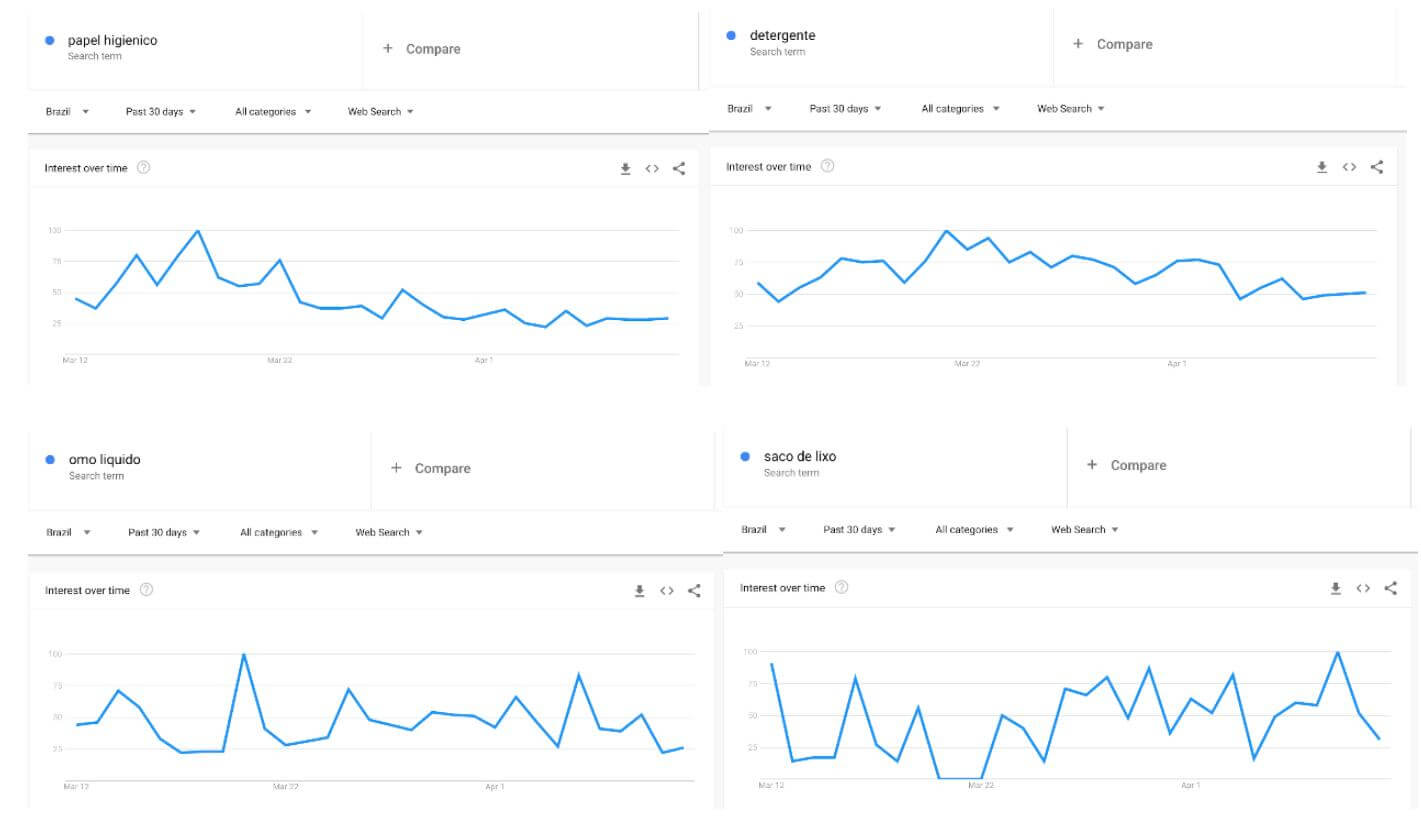 papel higienico
Search term
+ Compare
Brazil Past 30 days All categories Web Search
Interest over time ?
100
75
50
25
Mar 12 Mar 22 Apr 1
detergente
Search term
+ Compare
Brazil Past 30 days All categories Web Search
Interest over time ?
100
75
50
25
Mar 12 Mar 22 Apr 1
omo liquido
Search term
+ Compare
Brazil Past 30 days All categories Web Search
Interest over time ?
100
75
50
25
Mar 12 Mar 22 Apr 1
saco de lixo
Search term
+ Compare
Brazil Past 30 days All categories Web Search
Interest over time ?
100
75
50
25
Mar 12 Mar 22 Apr 1